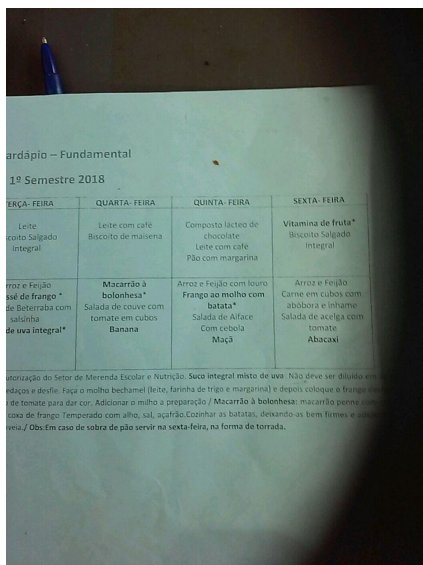 ardápio – Fundamental
1º Semestre 2018
TERÇA- FEIRA QUARTA- FEIRA QUINTA- FEIRA SEXTA- FEIRA
Leite Leite com café Composto lácteo de Vitamina de fruta*
coito Salgado Biscoito de maisena chocolate Biscoito Salgado
Integral Leite com café Integral
Pão com margarina
rroz e Feijão Macarrão à Arroz e Feijão com louro Arroz e Feijão
ssé de frango * bolonhesa* Frango ao molho com Carne em cubos com
de Beterraba com Salada de couve com batata* abóbora e inhame
salsinha tomate em cubos Salada de Alface Salada de acelga com
de uva integral* Banana Com cebola tomate
Maçã Abacaxi
utorização do Setor de Merenda Escolar e Nutrição. Suco integral misto de uva. Não deve ser diluído em
edaços e desfie. Faça o molho bechamel (leite, farinha de trigo e margarina) e depois coloque o frango
de tomate para dar cor. Adicionar o milho a preparação / Macarrão à bolonhesa: macarrão penne
coxa de frango Temperado com alho, sal, açafrão.Cozinhar as batatas, deixando-as bem firmes e
veia./ Obs:Em caso de sobra de pão servir na sexta-feira, na forma de torrada.